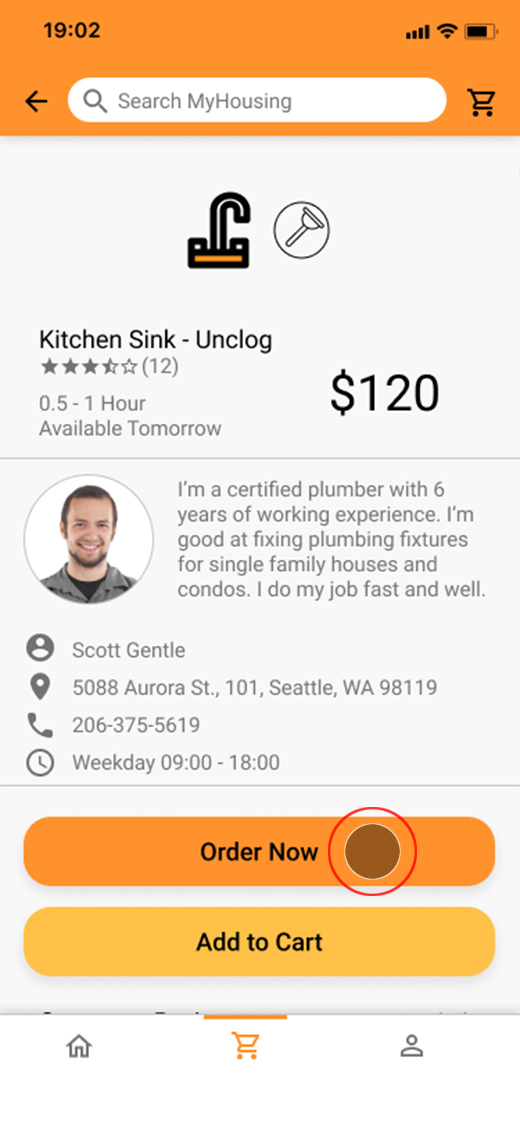 19:02
Search MyHousing
Kitchen Sink - Unclog
(12)
$120
0.5 - 1 Hour
Available Tomorrow
I'm a certified plumber with 6
years of working experience. I'm
good at fixing plumbing fixtures
for single family houses and
condos. I do my job fast and well.
Scott Gentle
5088 Aurora St., 101, Seattle, WA 98119
206-375-5619
Weekday 09:00 - 18:00
Order Now
Add to Cart